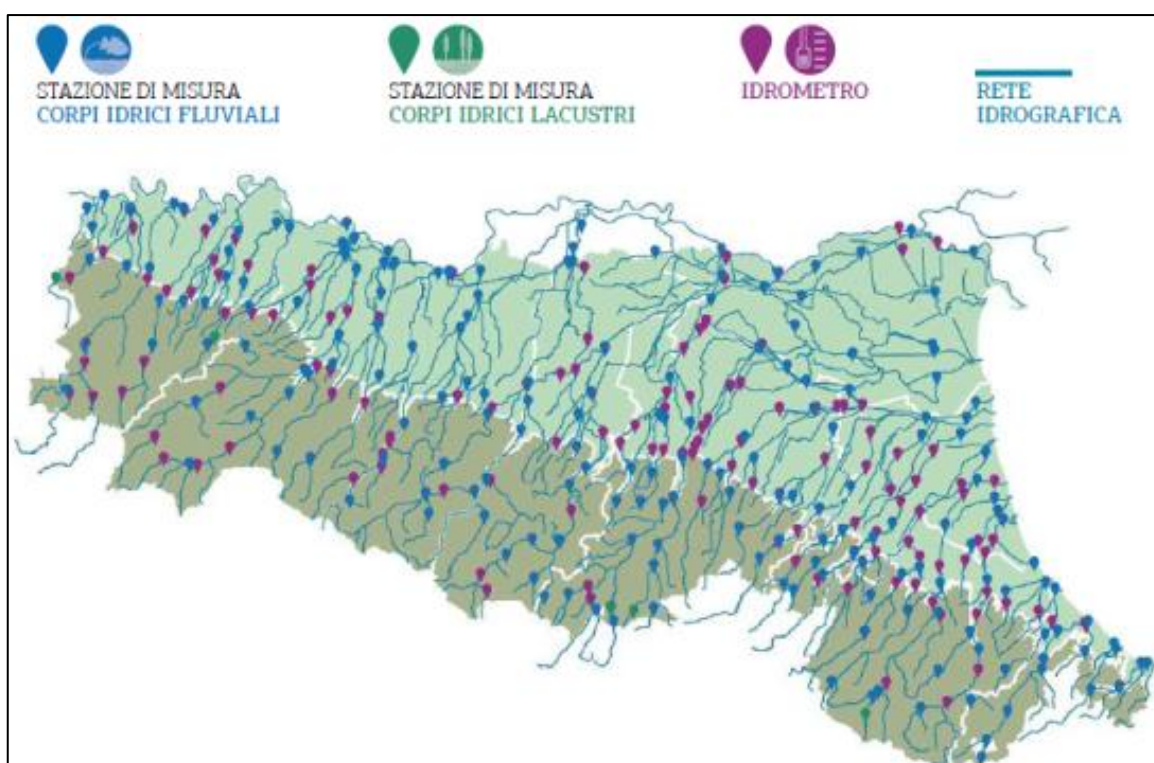 STAZIONE DI MISURA
CORPI IDRICI FLUVIALI
STAZIONE DI MISURA
CORPI IDRICI LACUSTRI
IDROMETRO
RETE
IDROGRAFICA